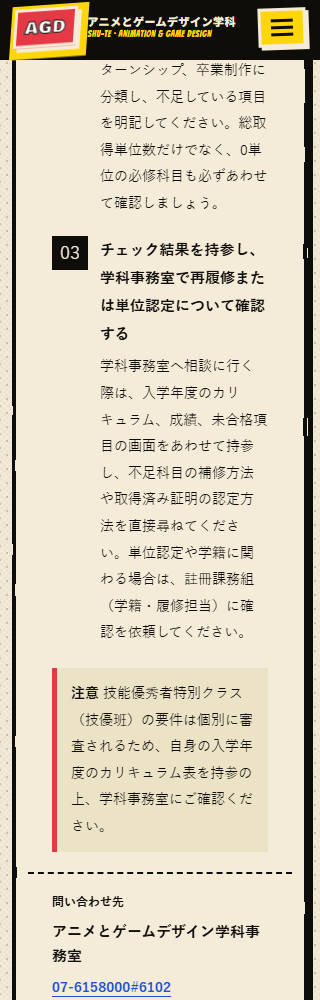 AGD
アニメとゲームデザイン学科
SHU-TE・ANIMATION & GAME DESIGN
ターンシップ、卒業制作に
分類し、不足している項目
を明記してください。総取
得単位数だけでなく、0単
位の必修科目も必ずあわせ
て確認しましょう。
03
チェック結果を持参し、
学科事務室で再履修また
は単位認定について確認
する
学科事務室へ相談に行く
際は、入学年度のカリ
キュラム、成績、未合格項
目の画面をあわせて持参
し、不足科目の補修方法
や取得済み証明の認定方
法を直接尋ねてくださ
い。単位認定や学籍に関
わる場合は、註冊課務組
（学籍・履修担当）に確
認を依頼してください。
注意 技能優秀者特別クラス
（技優班）の要件は個別に審
査されるため、自身の入学年
度のカリキュラム表を持参の
上、学科事務室にご確認くだ
さい。
問い合わせ先
アニメとゲームデザイン学科事
務室
07-6158000#6102